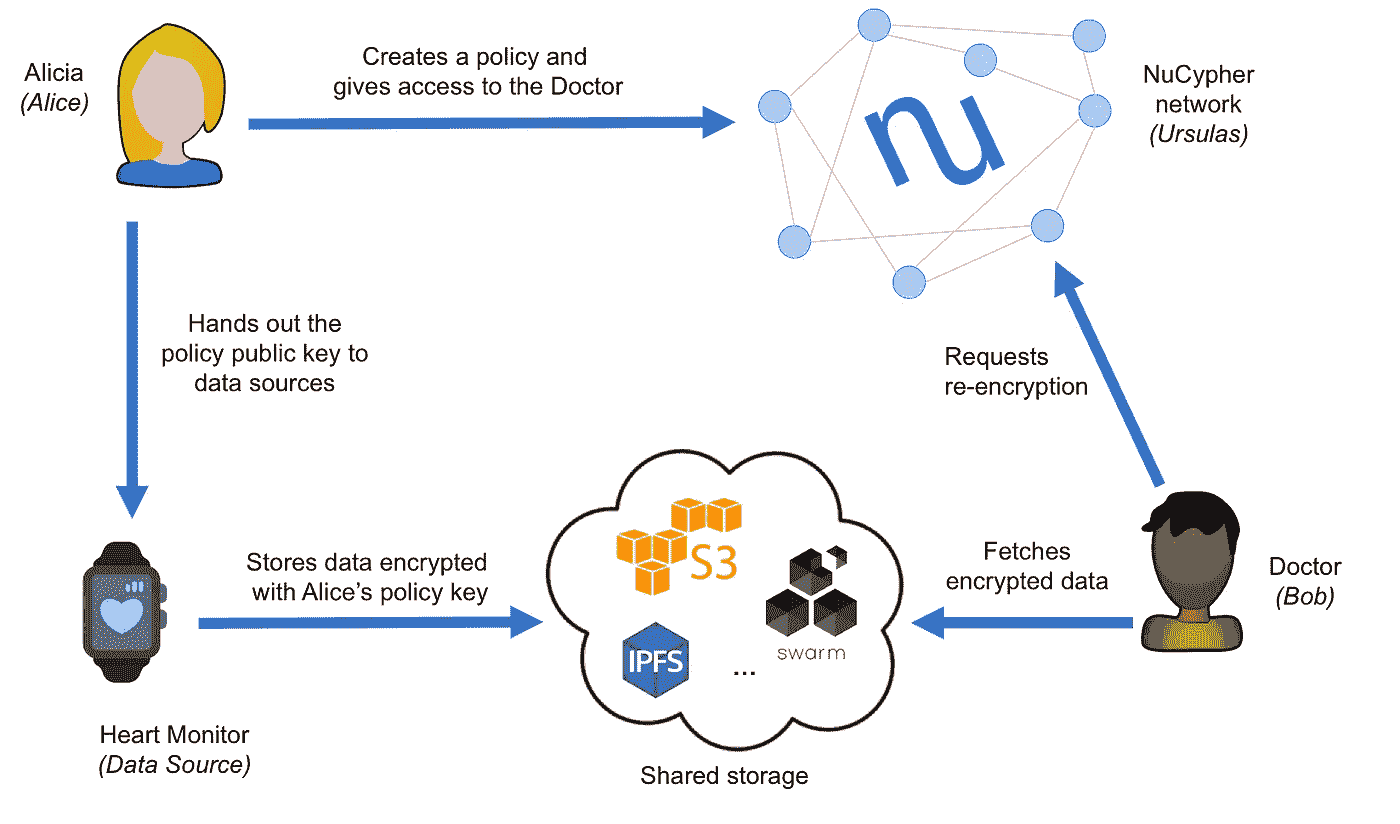 Alicia
(Alice)
Creates a policy and
gives access to the Doctor
nu
NuCypher
network
(Ursulas)
Hands out the
policy public key to
data sources
Requests
re-encryption
Stores data encrypted
with Alice's policy key
S3
swarm
IPFS
...
Fetches
encrypted data
Doctor
(Bob)
Heart Monitor
(Data Source)
Shared storage